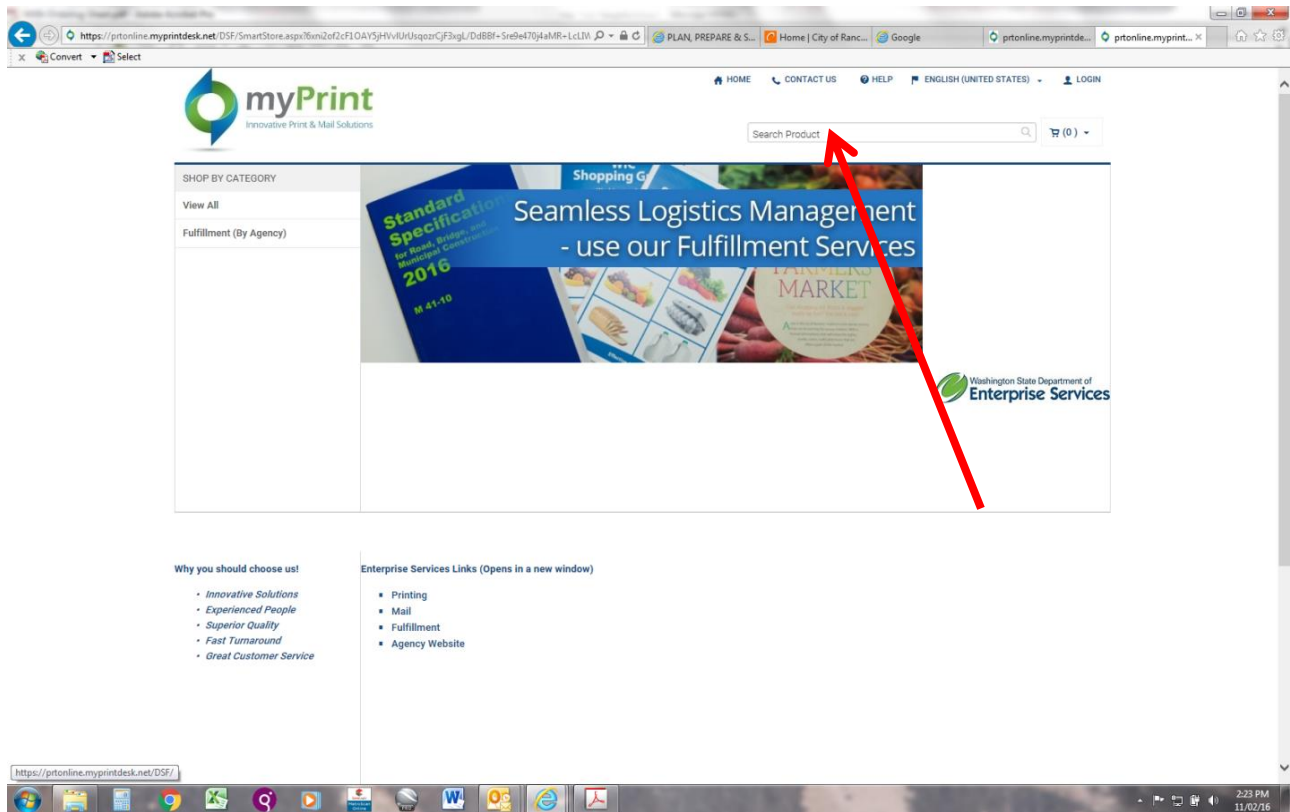 https://prtonline.myprintdesk.net/DSF/SmartStore.aspx?6xni2of2cF1OAY5jHVvIUrUsqozrCjF3xgL/DdBBf+Sre9e470j4aMR+LcLIV
PLAN, PREPARE & S...
Home | City of Ranc...
Google
prtonline.myprintde...
prtonline.myprint...
x Convert Select
HOME CONTACT US HELP ENGLISH (UNITED STATES) LOGIN
myPrint
Innovative Print & Mail Solutions
Search Product
(0)
SHOP BY CATEGORY
View All
Fulfillment (By Agency)
Shopping G
Standard
Specification
for Road, Bridge, and
Municipal Construction
2016
M 41-10
Seamless Logistics Management
- use our Fulfillment Services
FARMERS
MARKET
Washington State Department of
Enterprise Services
Why you should choose us!
• Innovative Solutions
• Experienced People
• Superior Quality
• Fast Turnaround
• Great Customer Service
Enterprise Services Links (Opens in a new window)
▪ Printing
▪ Mail
▪ Fulfillment
▪ Agency Website
https://prtonline.myprintdesk.net/DSF/
2:23 PM
11/02/16